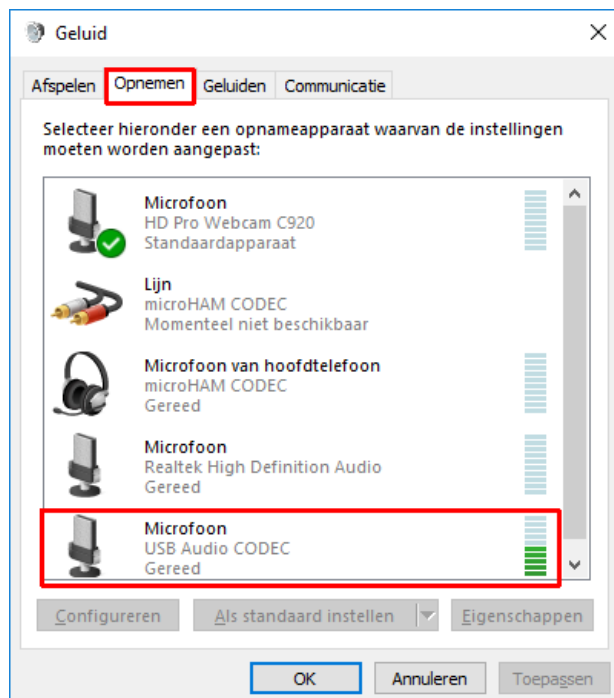 Geluid
Afspelen Opnemen Geluiden Communicatie
Selecteer hieronder een opnameapparaat waarvan de instellingen
moeten worden aangepast:
Microfoon
HD Pro Webcam C920
Standaardapparaat
Lijn
microHAM CODEC
Momenteel niet beschikbaar
Microfoon van hoofdtelefoon
microHAM CODEC
Gereed
Microfoon
Realtek High Definition Audio
Gereed
Microfoon
USB Audio CODEC
Gereed
Configureren Als standaard instellen Eigenschappen
OK Annuleren Toepassen